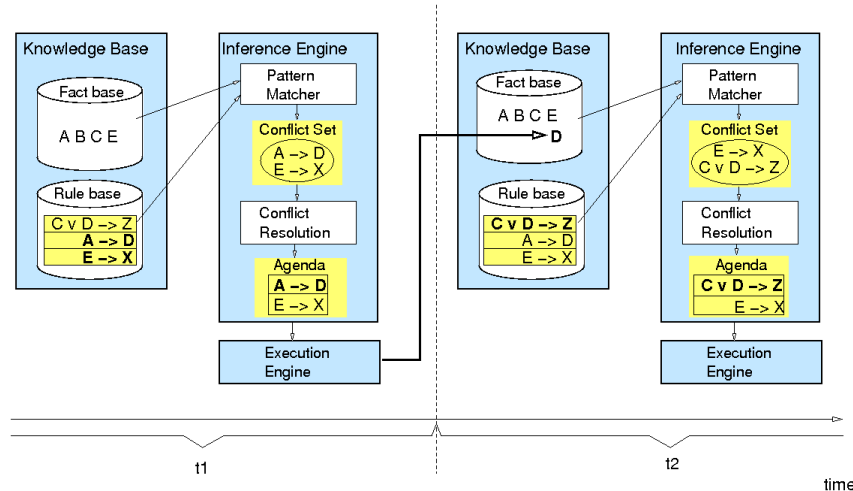 Knowledge Base
Fact base
A B C E
Rule base
C v D –> Z
A –> D
E –> X
Inference Engine
Pattern
Matcher
Conflict Set
A –> D
E –> X
Conflict
Resolution
Agenda
A –> D
E –> X
Execution
Engine
Knowledge Base
Fact base
A B C E
D
Rule base
C v D –> Z
A –> D
E –> X
Inference Engine
Pattern
Matcher
Conflict Set
E –> X
C v D –> Z
Conflict
Resolution
Agenda
C v D –> Z
E –> X
Execution
Engine
t1
t2
time